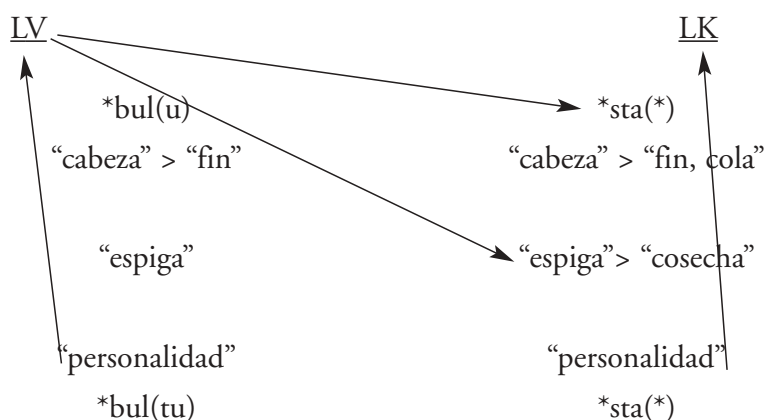 LV LK
*bul(u) *sta(*)
“cabeza” > “fin” “cabeza” > “fin, cola”
“espiga” “espiga”> “cosecha”
“personalidad” “personalidad”
*bul(tu) *sta(*)